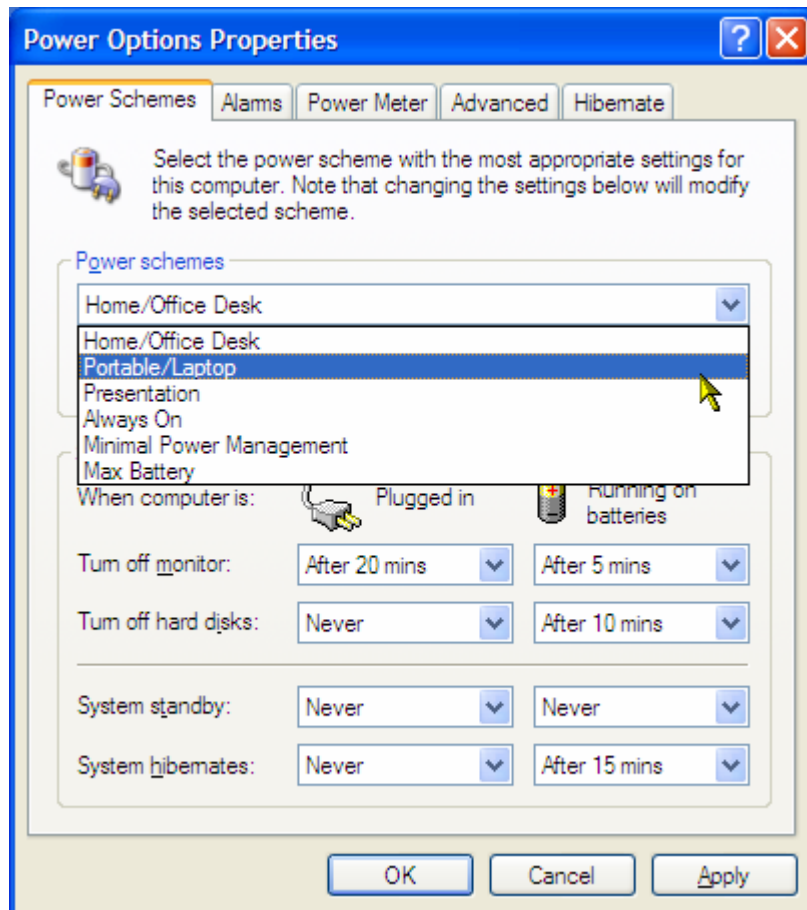 Power Options Properties
Power Schemes Alarms Power Meter Advanced Hibernate
Select the power scheme with the most appropriate settings for
this computer. Note that changing the settings below will modify
the selected scheme.
Power schemes
Home/Office Desk
Home/Office Desk
Portable/Laptop
Presentation
Always On
Minimal Power Management
Max Battery
When computer is: Plugged in Running on
batteries
Turn off monitor: After 20 mins After 5 mins
Turn off hard disks: Never After 10 mins
System standby: Never Never
System hibernates: Never After 15 mins
OK Cancel Apply